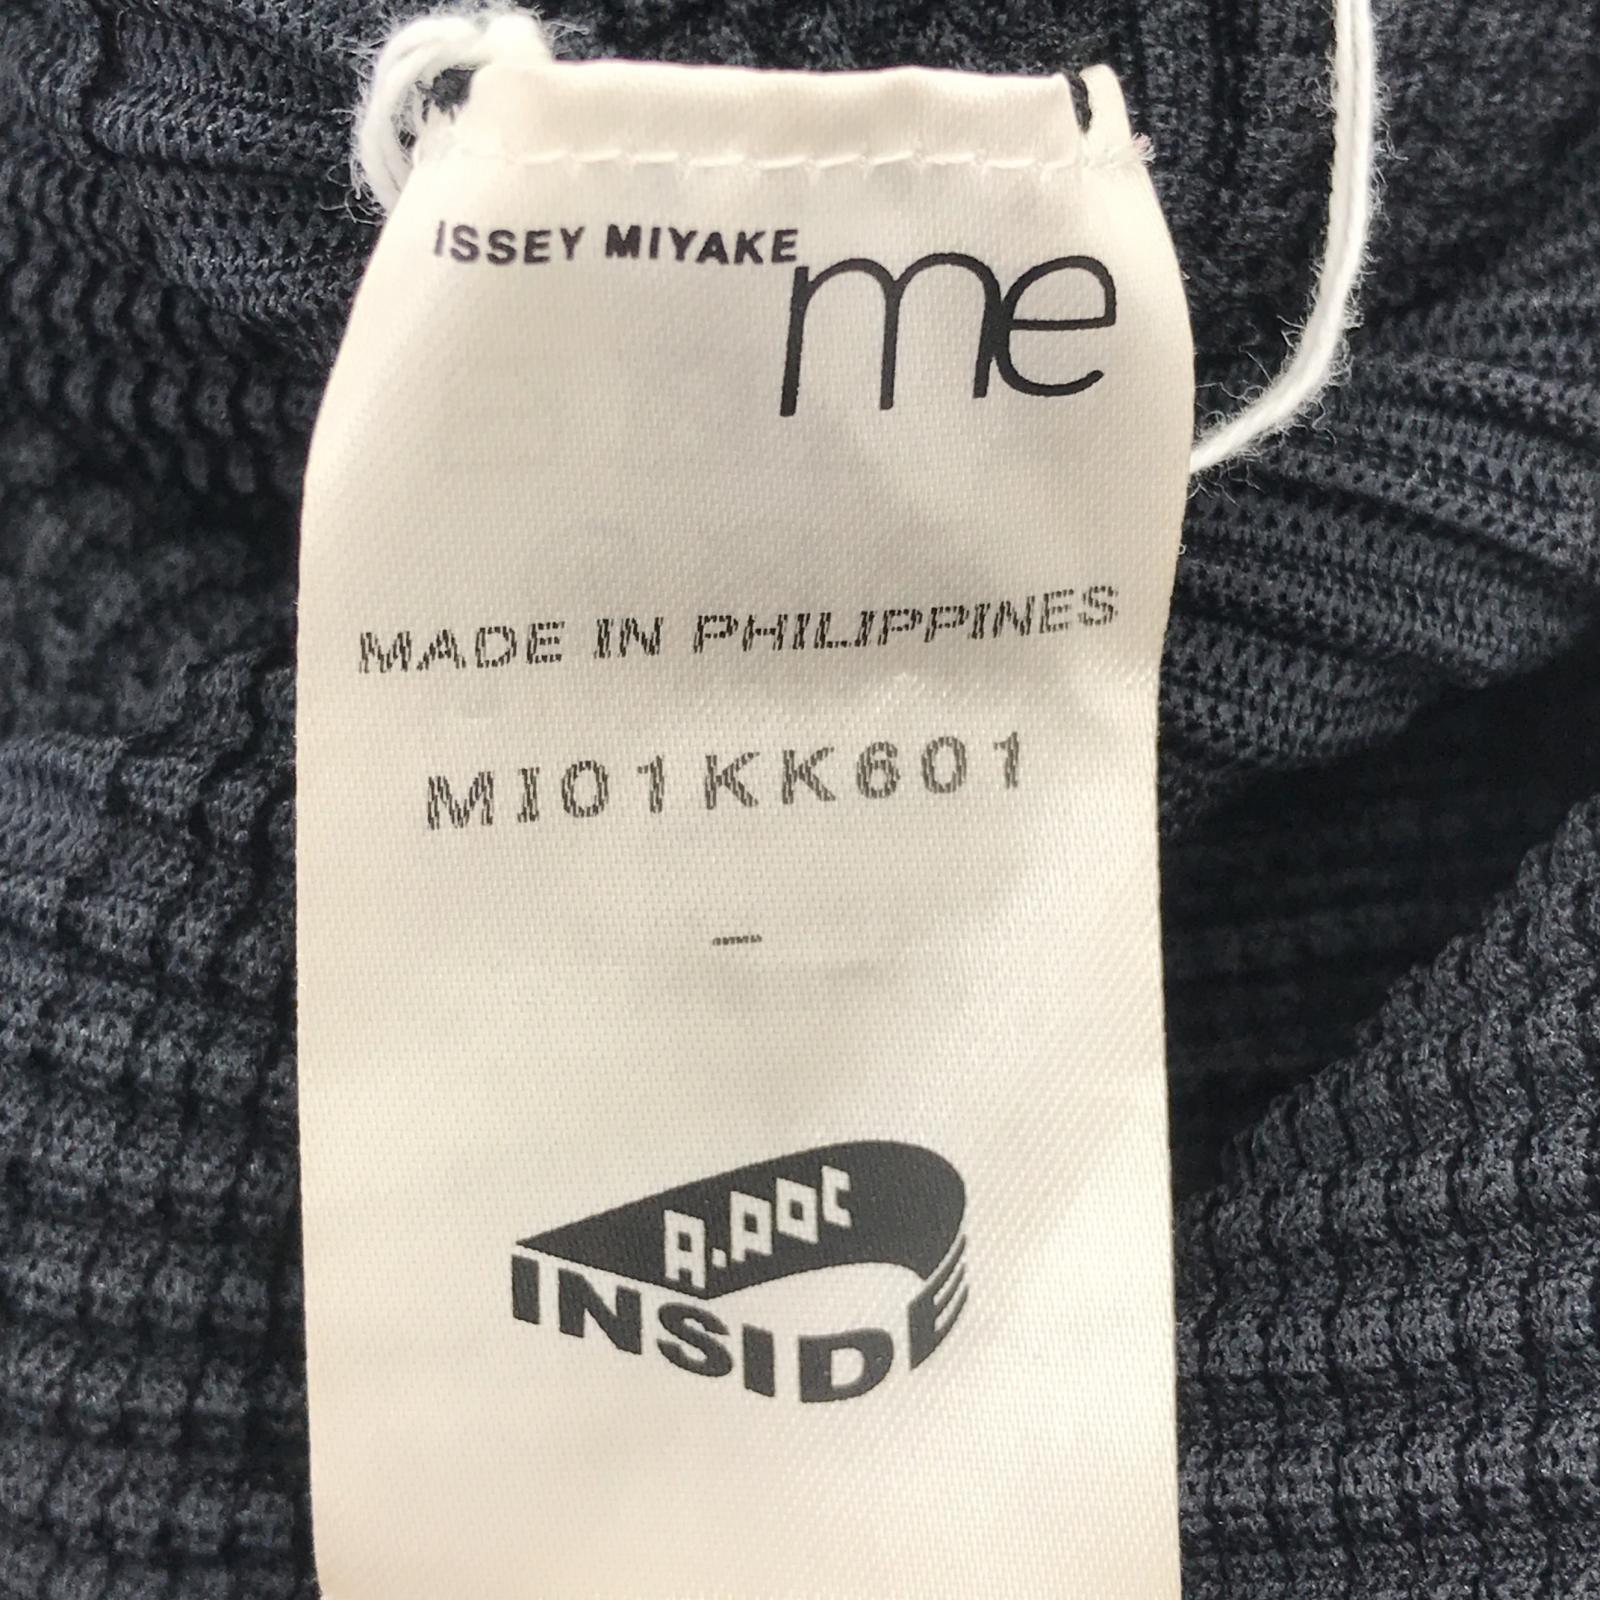 ISSEY MIYAKE me
MADE IN PHILIPPINES
MI01KK601
-
A-POC
INSIDE